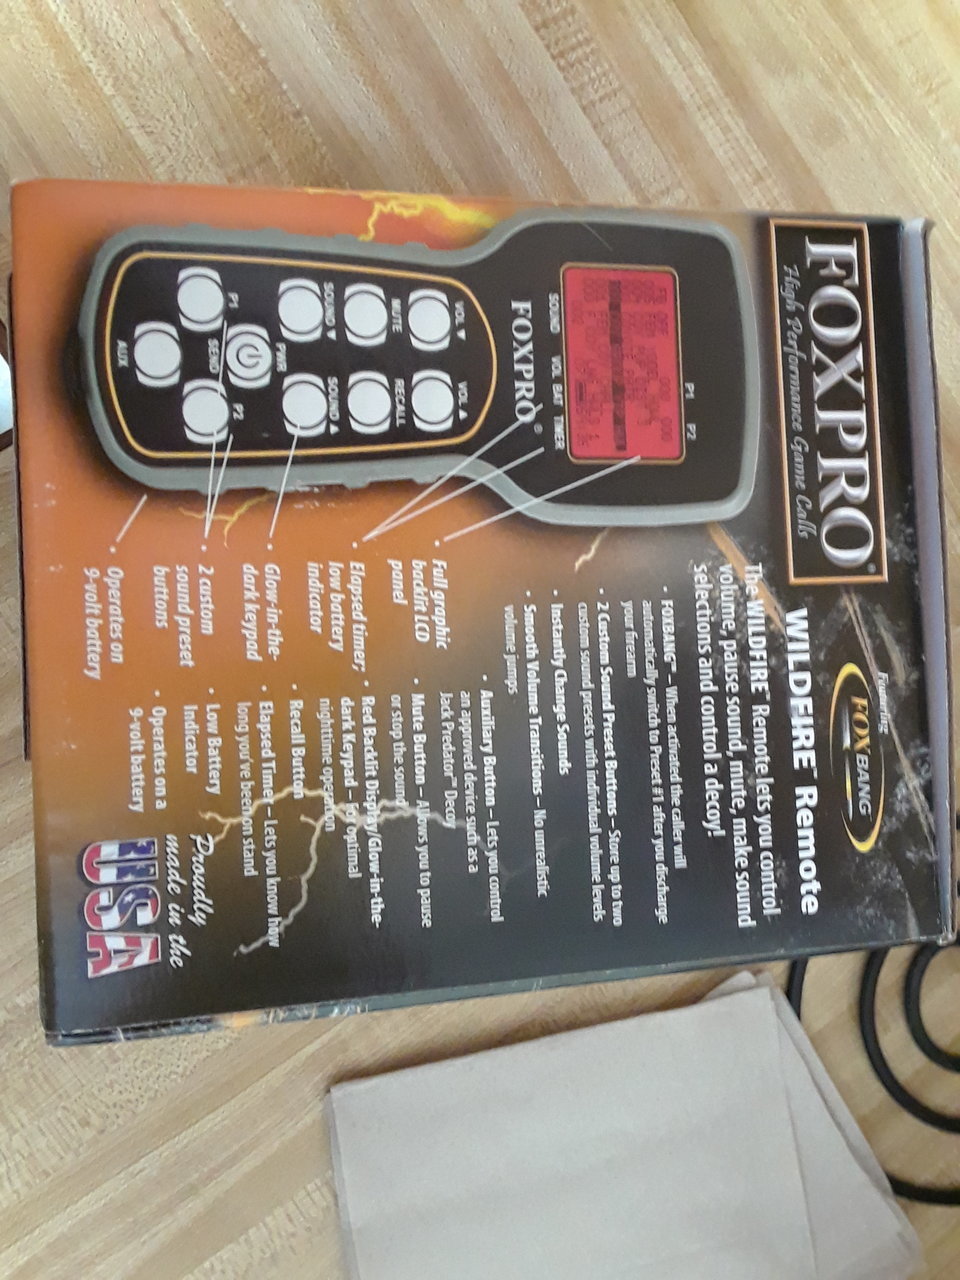 FOXPRO®
High Performance Game Calls
Featuring
FOXBANG™
WILDFIRE™ Remote
The WILDFIRE™ Remote lets you control
volume, pause sound, mute, make sound
selections and control a decoy!
• FOXBANG™ – When activated the caller will
automatically switch to Preset #1 after you discharge
your firearm
• 2 Custom Sound Preset Buttons – Store up to two
custom sound presets with individual volume levels
• Instantly Change Sounds
• Smooth Volume Transitions – No unrealistic
volume jumps
• Auxiliary Button – Lets you control
an approved device such as a
Jack Predator™ Decoy
• Mute Button – Allows you to pause
or stop the sound
• Red Backlit Display/Glow-in-the-
dark Keypad – For optimal
nighttime operation
• Recall Button
• Elapsed Timer – Lets you know how
long you've been on stand
• Low Battery
Indicator
• Operates on a
9-volt battery
P1 P2
SOUND VOL BAT TIMER
FOXPRO®
VOL ▼ VOL ▲
MUTE RECALL
SOUND ▼ SOUND ▲
PWR
P1 P2
SEND
AUX
• Full graphic
backlit LCD
panel
• Elapsed timer;
low battery
indicator
• Glow-in-the-
dark keypad
• 2 custom
sound preset
buttons
• Operates on
9-volt battery
Proudly
made in the
USA